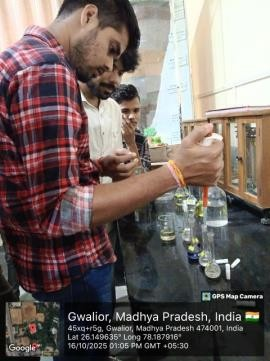 GPS Map Camera
Gwalior, Madhya Pradesh, India 🇮🇳
45xq+r5g, Gwalior, Madhya Pradesh 474001, India
Lat 26.149635° Long 78.187916°
16/10/2025 01:05 PM GMT +05:30
Google